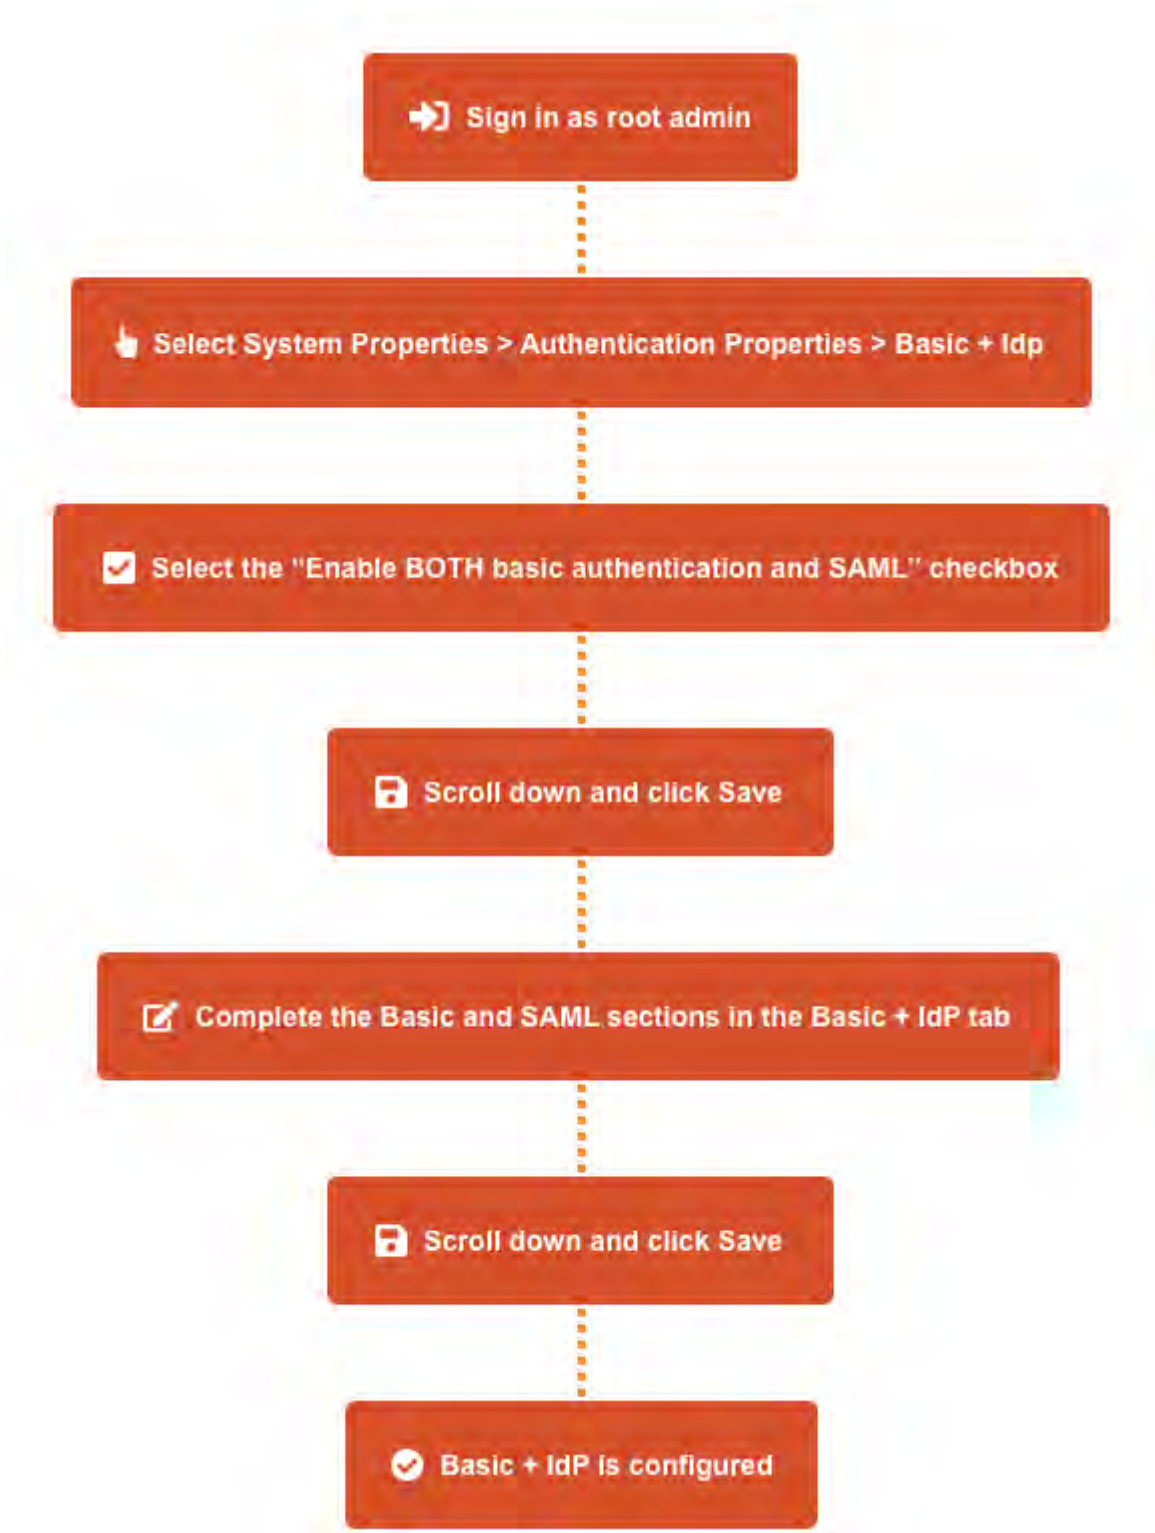 Sign in as root admin
Select System Properties > Authentication Properties > Basic + Idp
Select the “Enable BOTH basic authentication and SAML” checkbox
Scroll down and click Save
Complete the Basic and SAML sections in the Basic + IdP tab
Scroll down and click Save
Basic + IdP is configured